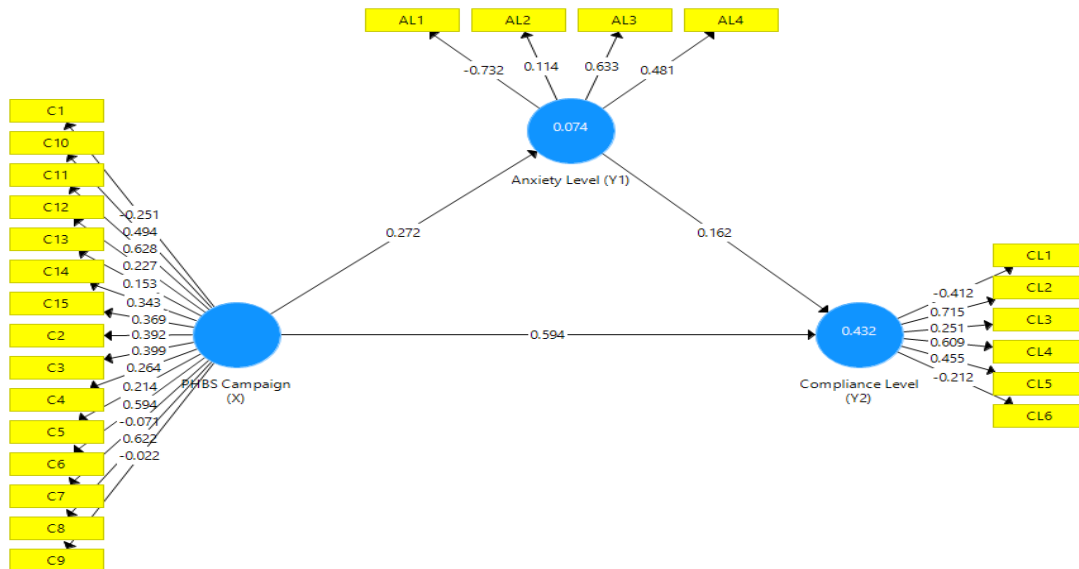 AL1
AL2
AL3
AL4
-0.732
0.114
0.633
0.481
0.074
Anxiety Level (Y1)
C1
C10
C11
C12
C13
C14
C15
C2
C3
C4
C5
C6
C7
C8
C9
-0.251
0.494
0.628
0.227
0.153
0.343
0.369
0.392
0.399
0.264
0.214
0.594
-0.071
0.622
-0.022
PHBS Campaign
(X)
0.272
0.162
0.594
0.432
Compliance Level
(Y2)
-0.412
0.715
0.251
0.609
0.455
-0.212
CL1
CL2
CL3
CL4
CL5
CL6